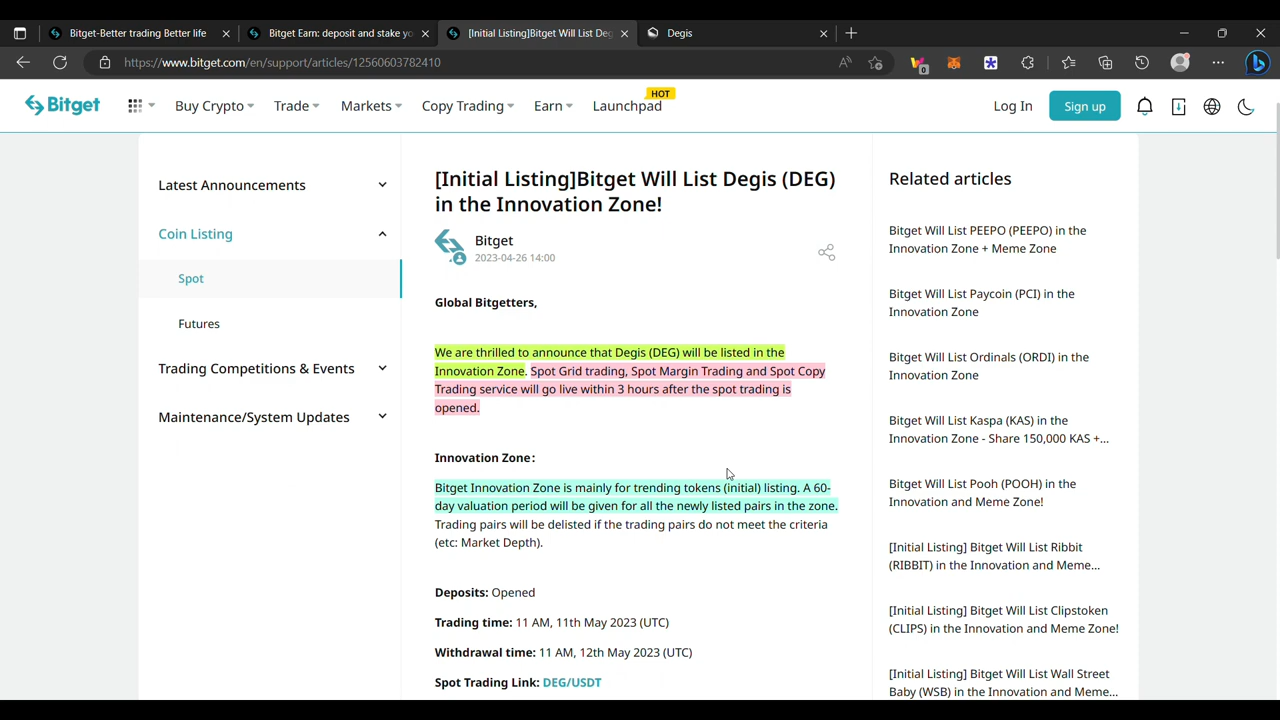 Bitget-Better trading Better life
Bitget Earn: deposit and stake yo
[Initial Listing]Bitget Will List Deg
Degis
https://www.bitget.com/en/support/articles/12560603782410
0
Bitget
Buy Crypto
Trade
Markets
Copy Trading
Earn
Launchpad
HOT
Log In
Sign up
Latest Announcements
Coin Listing
Spot
Futures
Trading Competitions & Events
Maintenance/System Updates
[Initial Listing]Bitget Will List Degis (DEG)
in the Innovation Zone!
Bitget
2023-04-26 14:00
Global Bitgetters,
We are thrilled to announce that Degis (DEG) will be listed in the
Innovation Zone. Spot Grid trading, Spot Margin Trading and Spot Copy
Trading service will go live within 3 hours after the spot trading is
opened.
Innovation Zone:
Bitget Innovation Zone is mainly for trending tokens (initial) listing. A 60-
day valuation period will be given for all the newly listed pairs in the zone.
Trading pairs will be delisted if the trading pairs do not meet the criteria
(etc: Market Depth).
Deposits: Opened
Trading time: 11 AM, 11th May 2023 (UTC)
Withdrawal time: 11 AM, 12th May 2023 (UTC)
Spot Trading Link: DEG/USDT
Related articles
Bitget Will List PEEPO (PEEPO) in the
Innovation Zone + Meme Zone
Bitget Will List Paycoin (PCI) in the
Innovation Zone
Bitget Will List Ordinals (ORDI) in the
Innovation Zone
Bitget Will List Kaspa (KAS) in the
Innovation Zone - Share 150,000 KAS +...
Bitget Will List Pooh (POOH) in the
Innovation and Meme Zone!
[Initial Listing] Bitget Will List Ribbit
(RIBBIT) in the Innovation and Meme...
[Initial Listing] Bitget Will List Clipstoken
(CLIPS) in the Innovation and Meme Zone!
[Initial Listing] Bitget Will List Wall Street
Baby (WSB) in the Innovation and Meme...